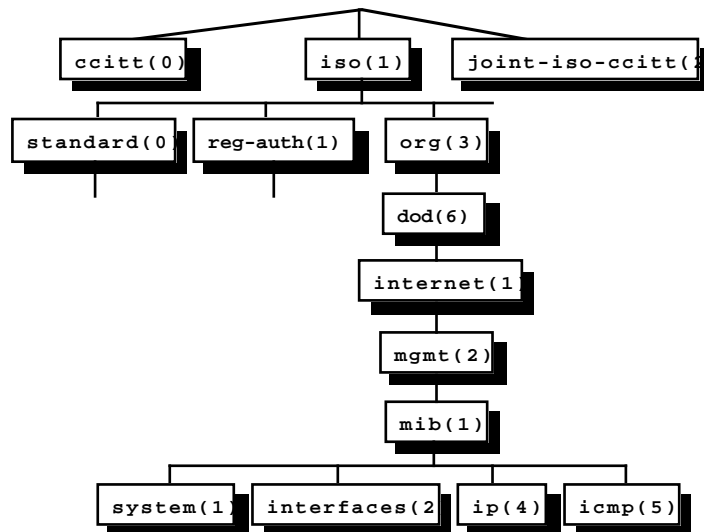 ccitt(0)
iso(1)
joint-iso-ccitt(2
standard(0)
reg-auth(1)
org(3)
dod(6)
internet(1)
mgmt(2)
mib(1)
system(1)
interfaces(2
ip(4)
icmp(5)